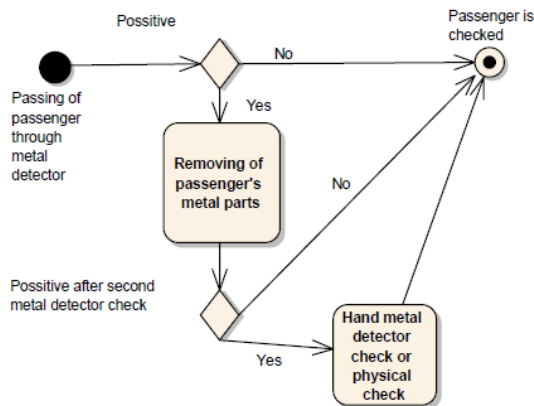 Possitive
Passenger is
checked
No
Passing of
passenger
through
metal
detector
Yes
Removing of
passenger's
metal parts
No
Possitive after second
metal detector check
Hand metal
detector
check or
physical
check
Yes